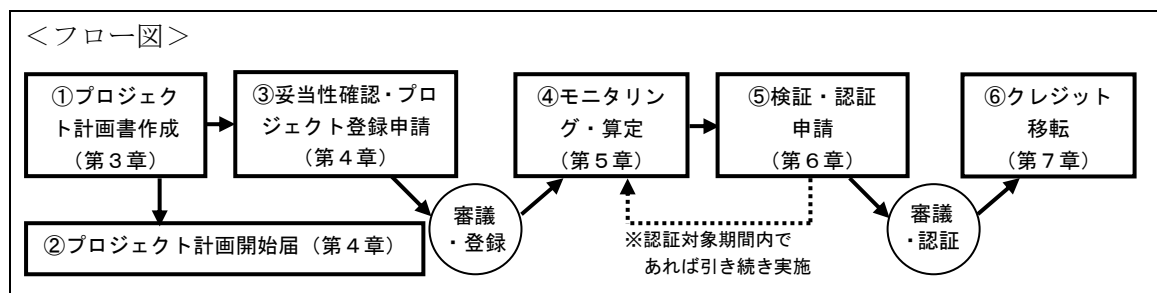 <フロー図>
①プロジェク
ト計画書作成
(第3章)
③妥当性確認・プロ
ジェクト登録申請
(第4章)
④モニタリン
グ・算定
(第5章)
⑤検証・認証
申請
(第6章)
⑥クレジット
移転
(第7章)
②プロジェクト計画開始届(第4章)
審議
・登録
※認証対象期間内で
あれば引き続き実施
審議
・認証